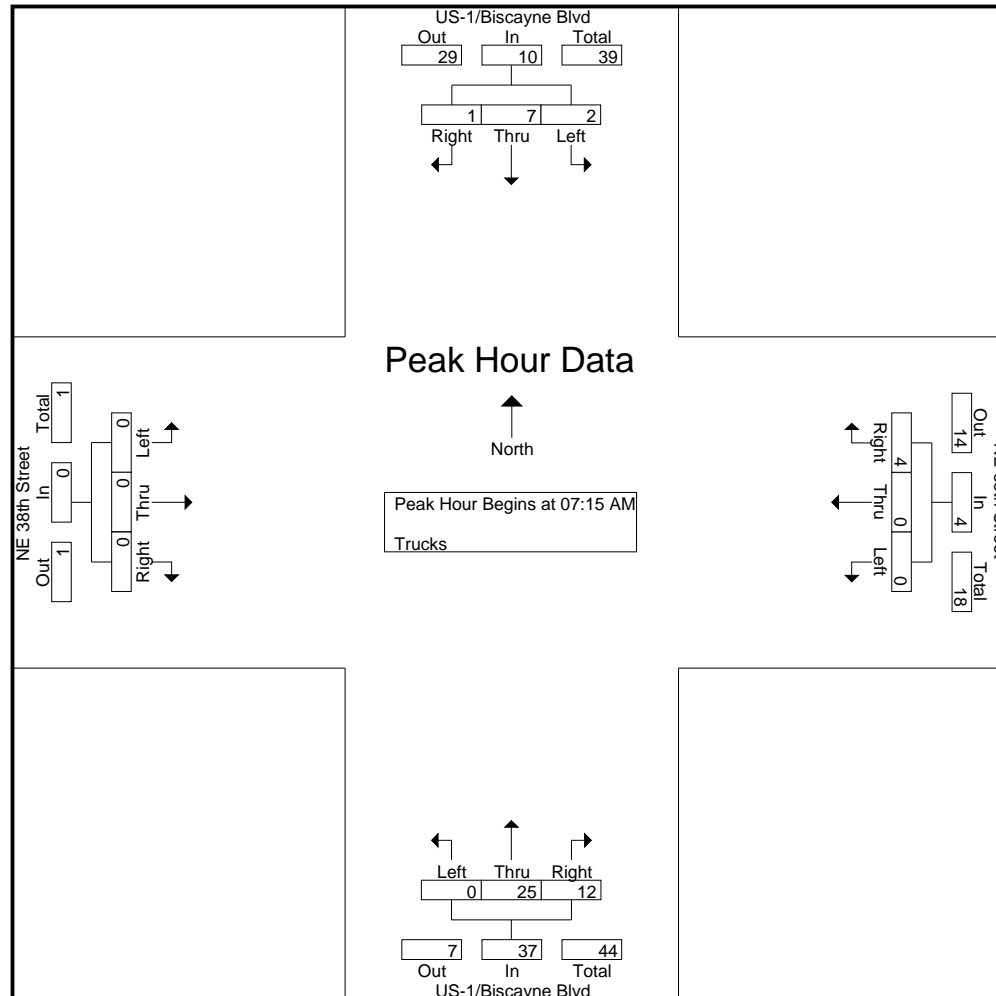 US-1/Biscayne Blvd
Out In Total
29 10 39
1 7 2
Right Thru Left
Peak Hour Data
North
Peak Hour Begins at 07:15 AM
Trucks
NE 38th Street
Total In Out
1 0 1
0 0 0
Left Thru Right
Right Thru Left
4 0 0
Out In Total
14 4 18
Left Thru Right
0 25 12
7 37 44
Out In Total
US-1/Biscayne Blvd